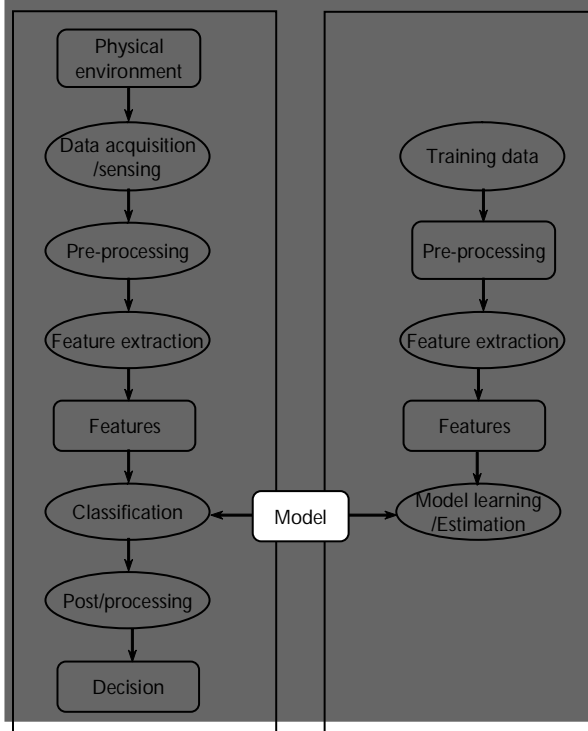 Physical
environment
Data acquisition
/sensing
Pre-processing
Feature extraction
Features
Classification
Post/processing
Decision
Model
Training data
Pre-processing
Feature extraction
Features
Model learning
/Estimation